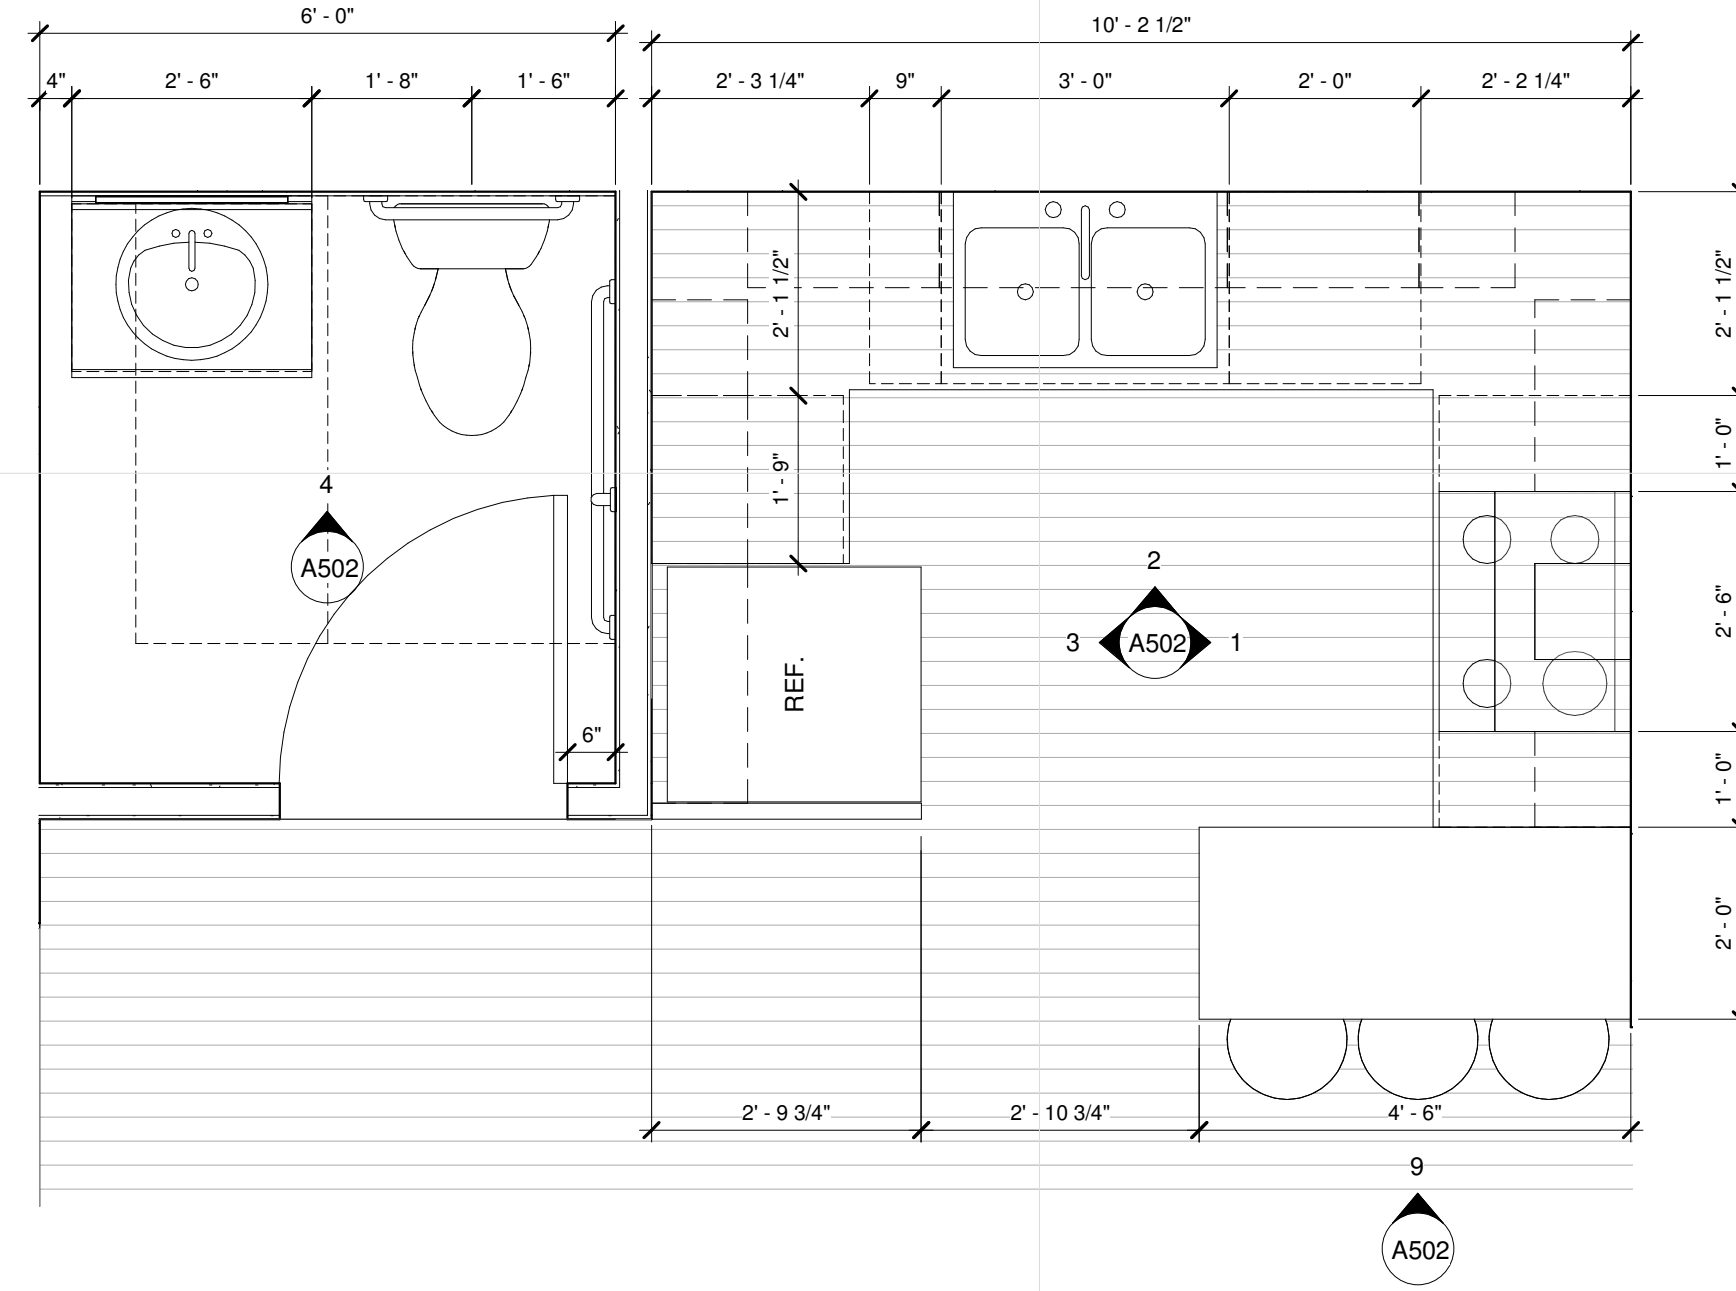 6' - 0"
10' - 2 1/2"
4"
2' - 6"
1' - 8"
1' - 6"
2' - 3 1/4"
9"
3' - 0"
2' - 0"
2' - 2 1/4"
2' - 1 1/2"
2' - 1 1/2"
1' - 9"
1' - 0"
4
A502
2
3
A502
1
2' - 6"
REF.
6"
1' - 0"
2' - 0"
2' - 9 3/4"
2' - 10 3/4"
4' - 6"
9
A502